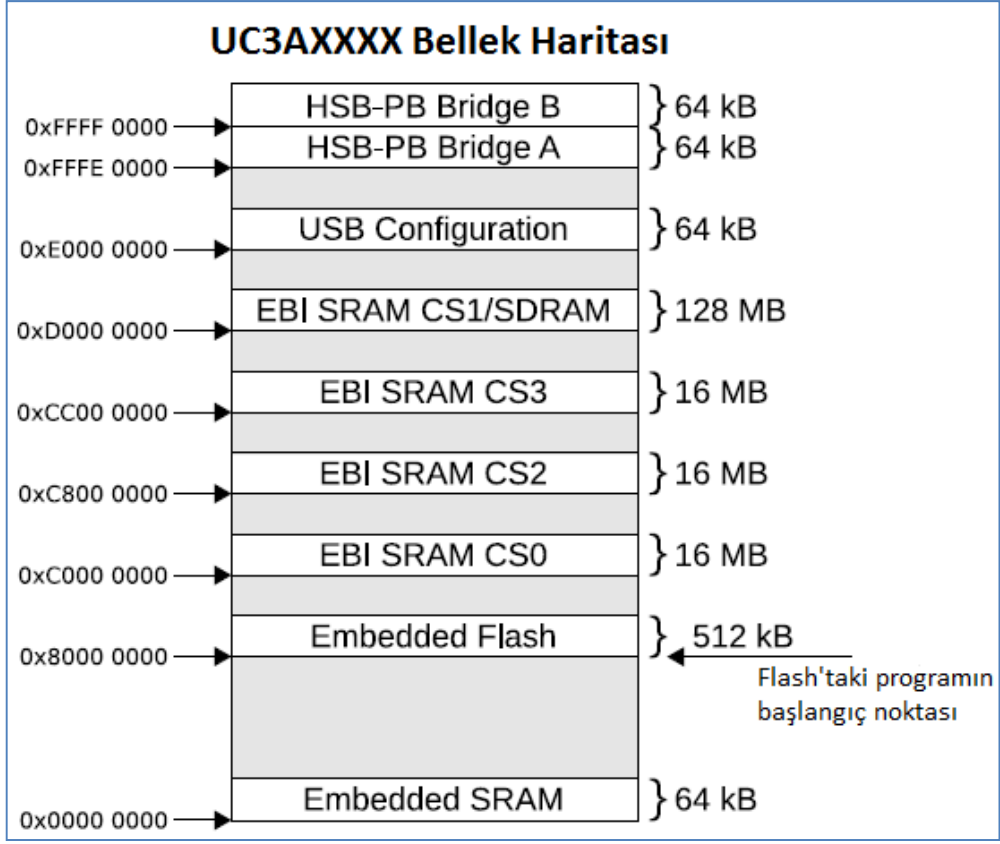 UC3AXXXX Bellek Haritası
HSB-PB Bridge B
64 kB
0xFFFF 0000
HSB-PB Bridge A
64 kB
0xFFFE 0000
USB Configuration
64 kB
0xE000 0000
EBI SRAM CS1/SDRAM
128 MB
0xD000 0000
EBI SRAM CS3
16 MB
0xCC00 0000
EBI SRAM CS2
16 MB
0xC800 0000
EBI SRAM CS0
16 MB
0xC000 0000
Embedded Flash
512 kB
0x8000 0000
Flash'taki programın
başlangıç noktası
Embedded SRAM
64 kB
0x0000 0000